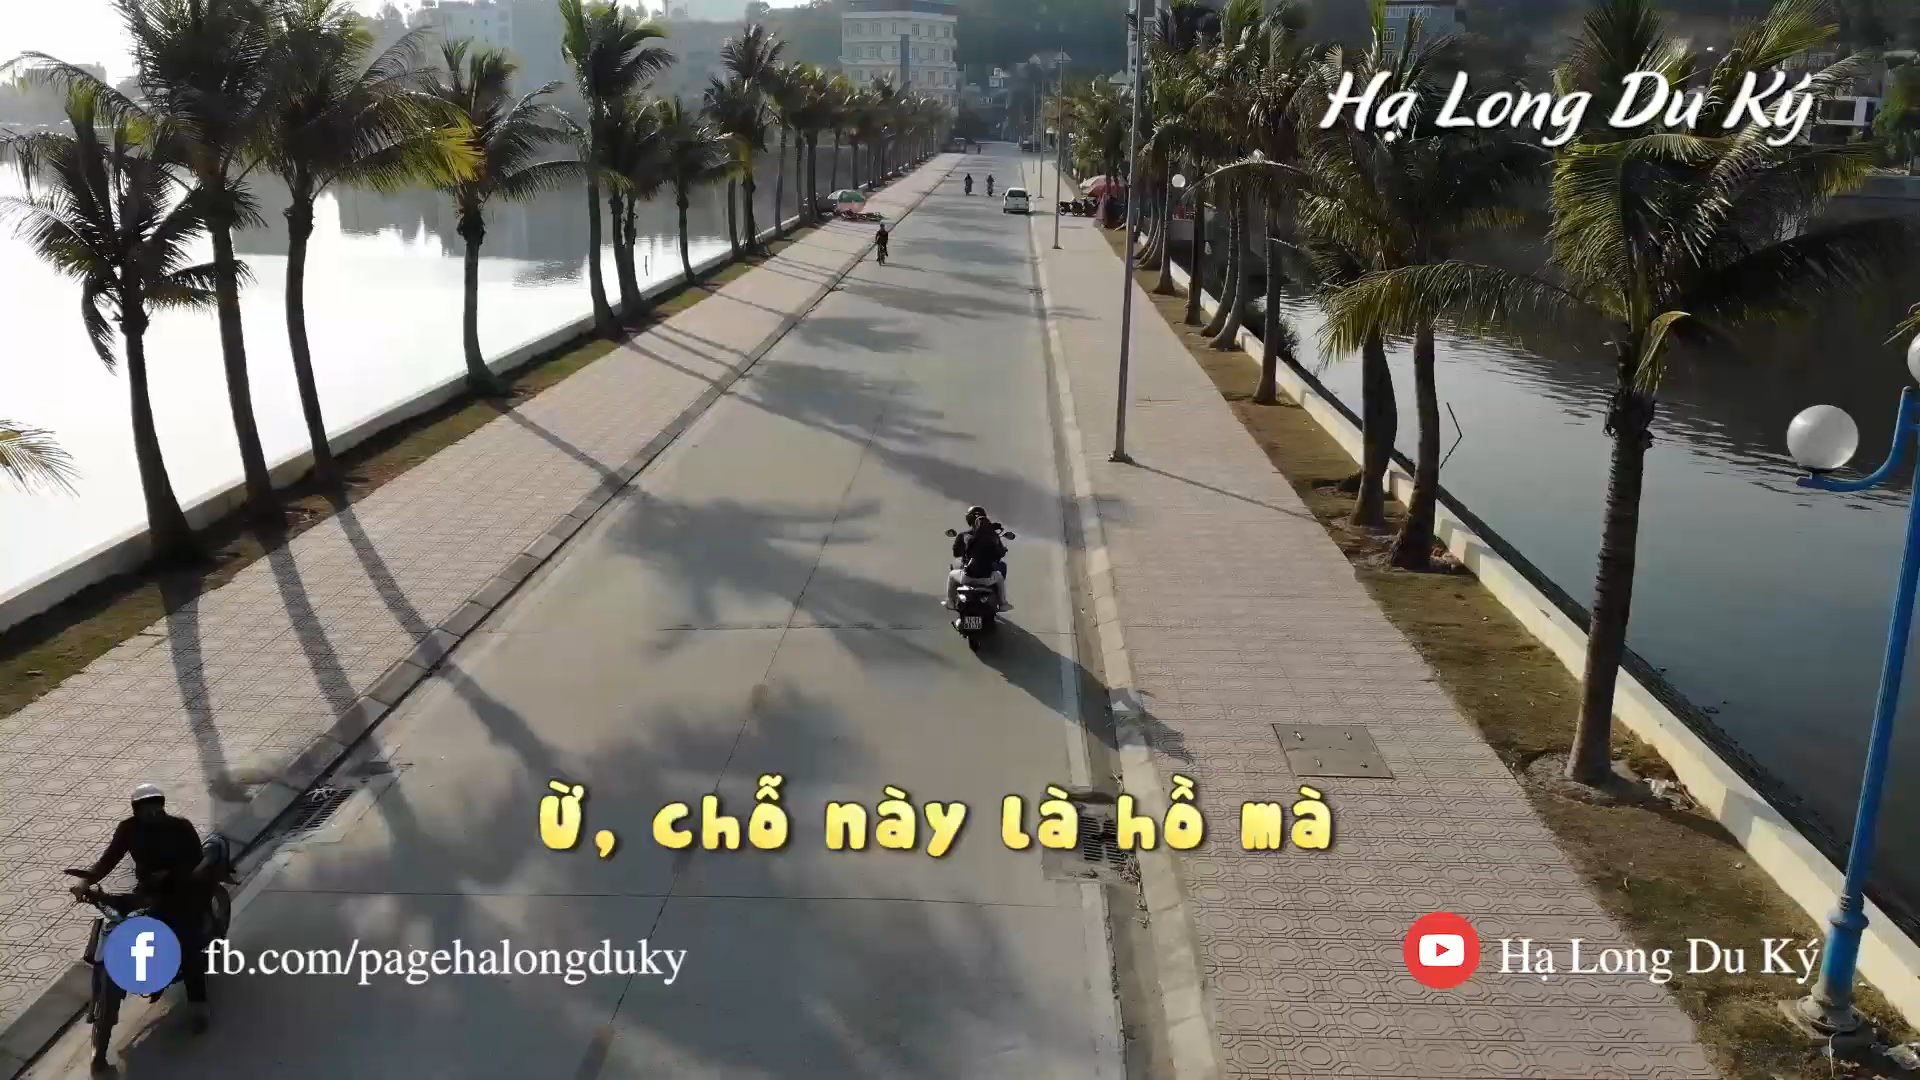 Hạ Long Du Ký
Ừ, chỗ này là hồ mà
fb.com/pagehalongduky
Hạ Long Du Ký